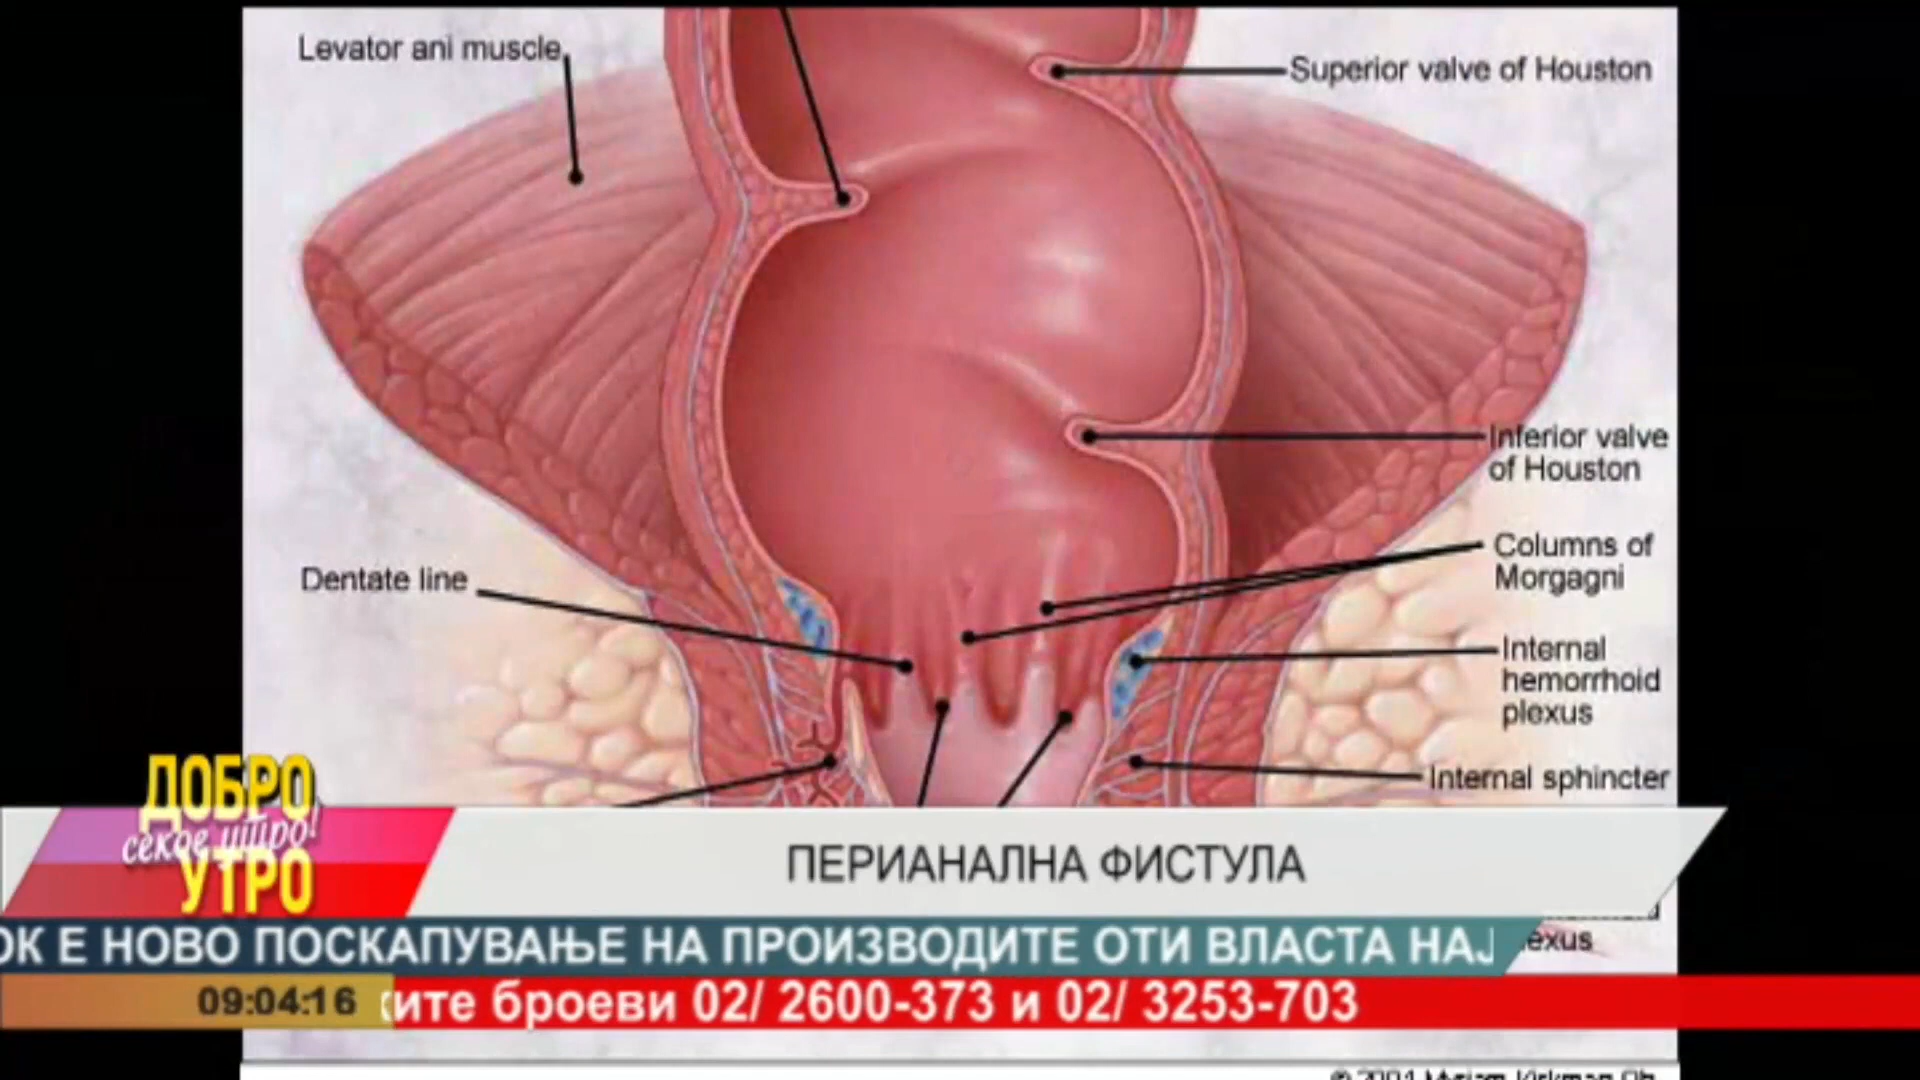 Levator ani muscle
Superior valve of Houston
Inferior valve
of Houston
Columns of
Morgagni
Dentate line
Internal
hemorrhoid
plexus
Internal sphincter
ДОБРО
секое утро!
УТРО
ПЕРИАНАЛНА ФИСТУЛА
ОК Е НОВО ПОСКАПУВАЊЕ НА ПРОИЗВОДИТЕ ОТИ ВЛАСТА НАЈ
exus
09:04:16
ките броеви 02/ 2600-373 и 02/ 3253-703